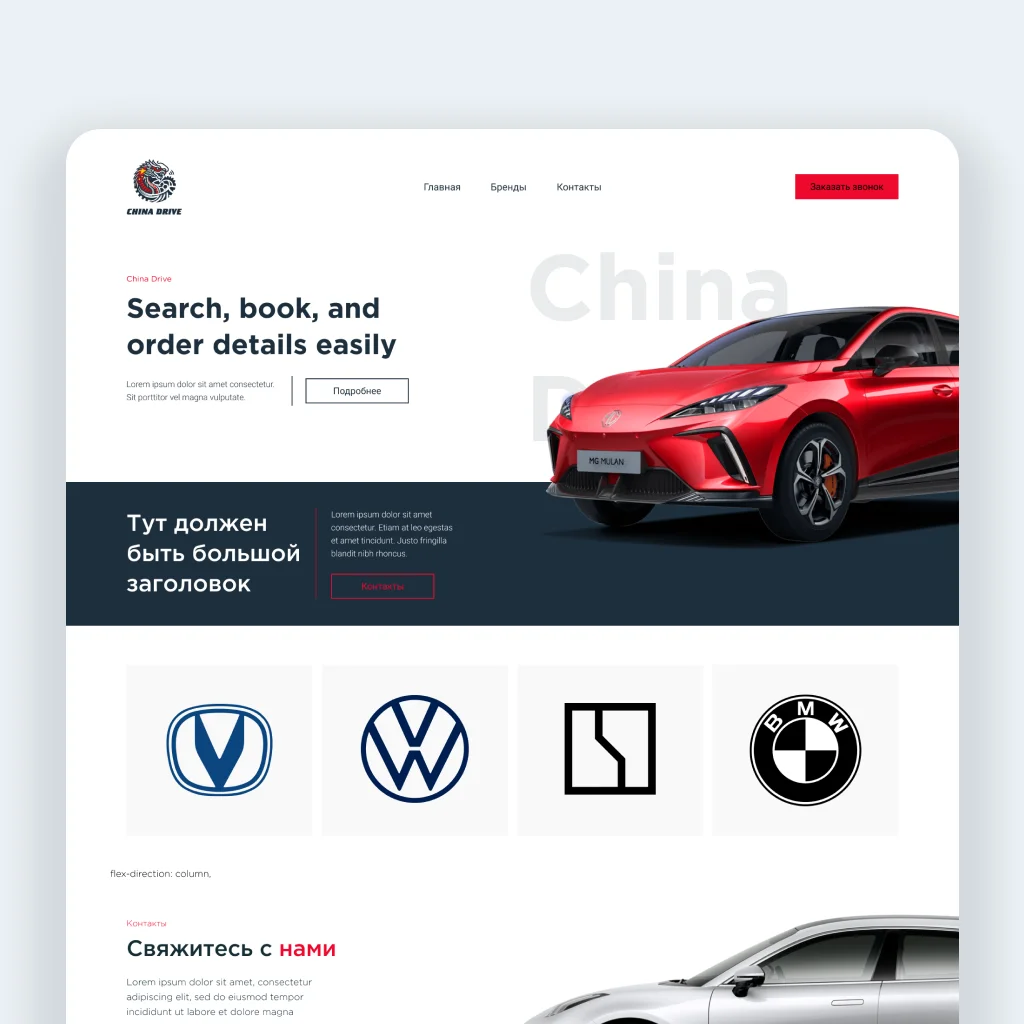 CHINA DRIVE
Главная
Бренды
Контакты
Заказать звонок
China Drive
Search, book, and
order details easily
Lorem ipsum dolor sit amet consectetur.
Sit porttitor vel magna vulputate.
Подробнее
China
D
MG MULAN
Тут должен
быть большой
заголовок
Lorem ipsum dolor sit amet
consectetur. Etiam at leo egestas
et amet tincidunt. Justo fringilla
blandit nibh rhoncus.
Контакты
BMW
flex-direction: column,
Контакты
Свяжитесь с нами
Lorem ipsum dolor sit amet, consectetur
adipiscing elit, sed do eiusmod tempor
incididunt ut labore et dolore magna